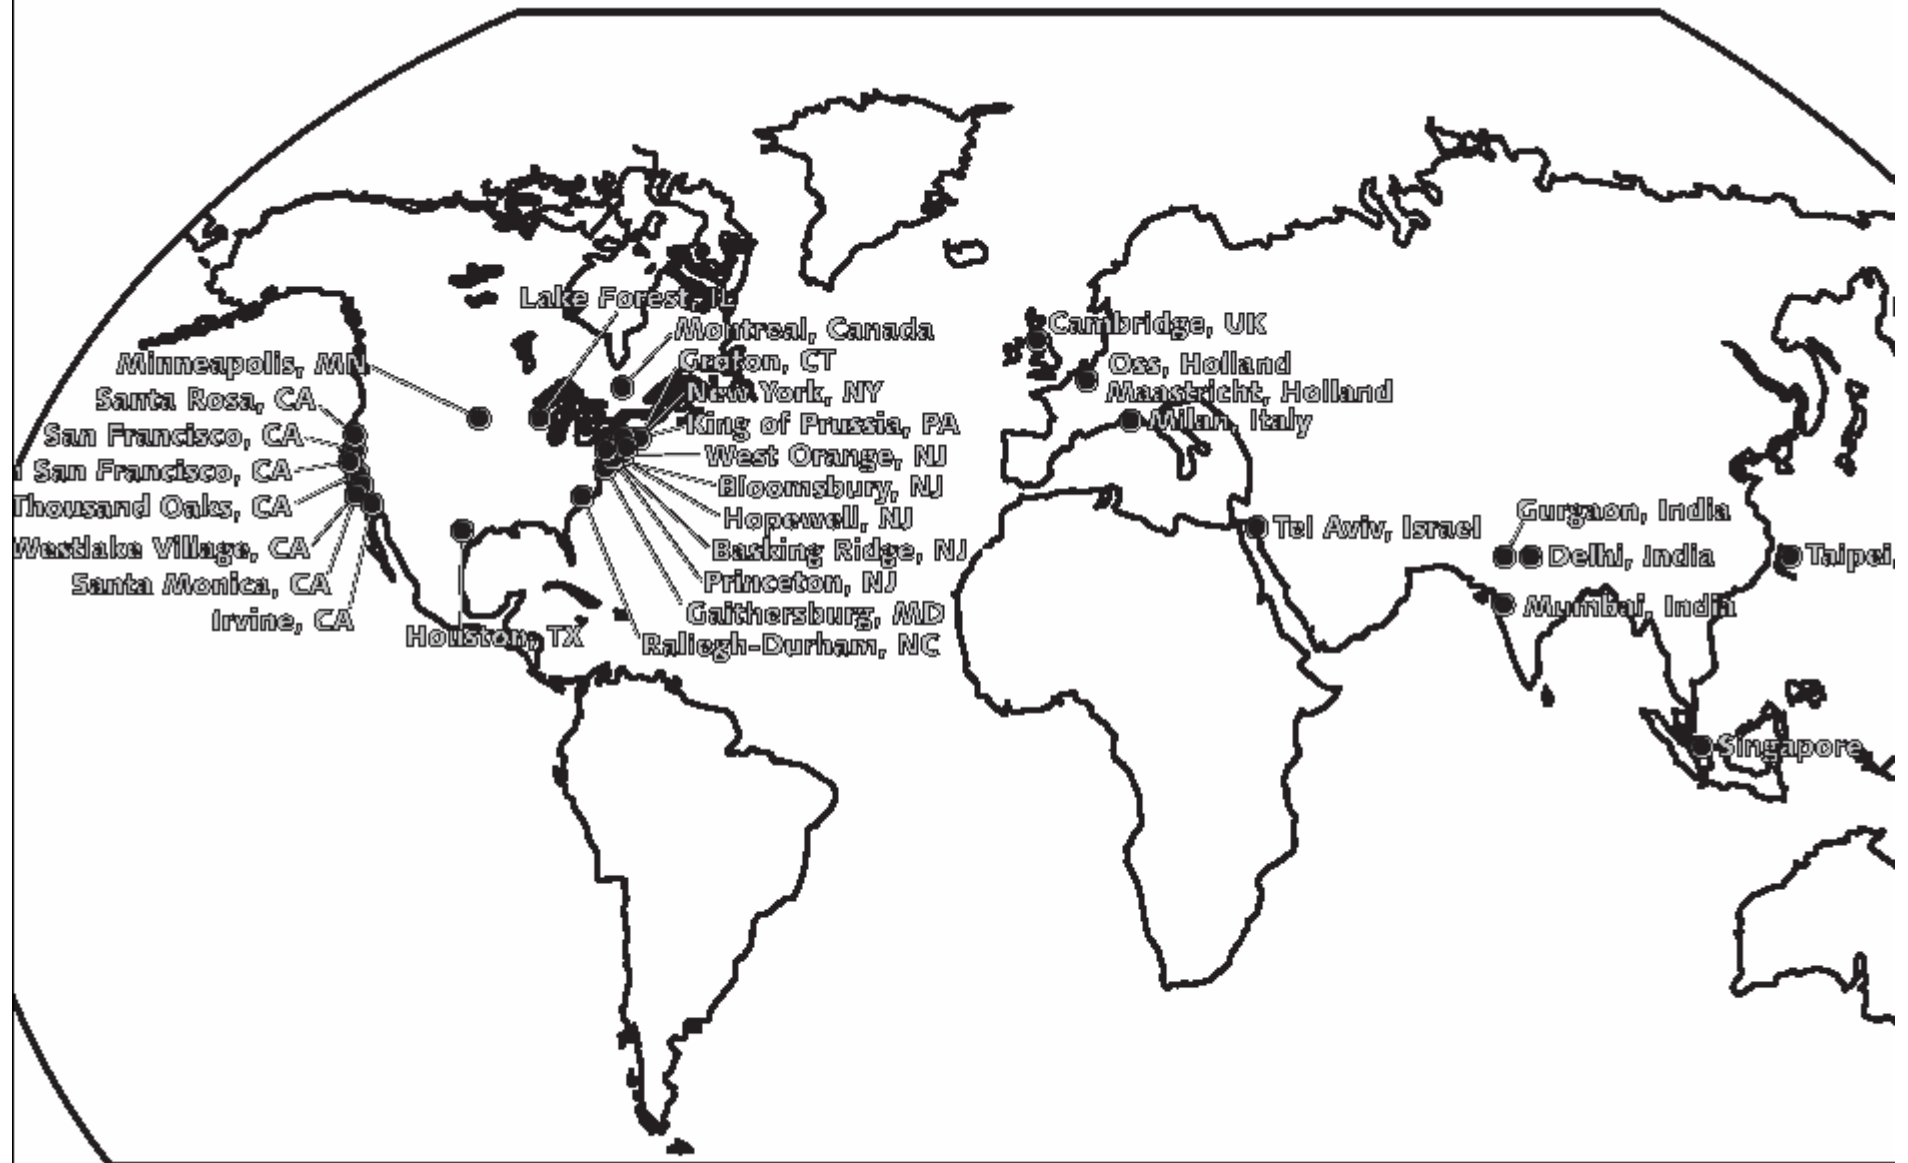 Lake Forest, IL
Montreal, Canada
Groton, CT
New York, NY
King of Prussia, PA
West Orange, NJ
Bloomsbury, NJ
Hopewell, NJ
Basking Ridge, NJ
Princeton, NJ
Gaithersburg, MD
Raliegh-Durham, NC
Minneapolis, MN
Santa Rosa, CA
San Francisco, CA
San Francisco, CA
Thousand Oaks, CA
Westlake Village, CA
Santa Monica, CA
Irvine, CA
Houston, TX
Cambridge, UK
Oss, Holland
Maastricht, Holland
Milan, Italy
Tel Aviv, Israel
Gurgaon, India
Delhi, India
Mumbai, India
Taipei,
Singapore